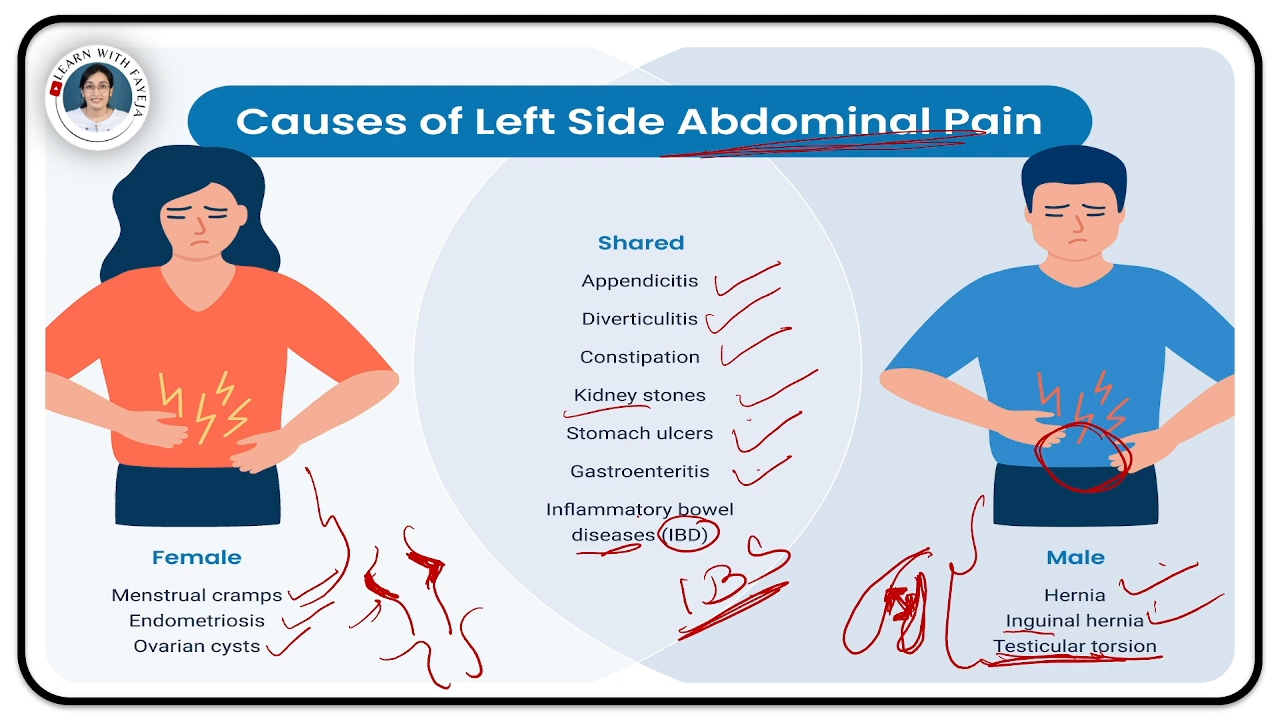 LEARN WITH FAYEJA
Causes of Left Side Abdominal Pain
Shared
Appendicitis
Diverticulitis
Constipation
Kidney stones
Stomach ulcers
Gastroenteritis
Inflammatory bowel
diseases (IBD)
IBS
Female
Menstrual cramps
Endometriosis
Ovarian cysts
Male
Hernia
Inguinal hernia
Testicular torsion